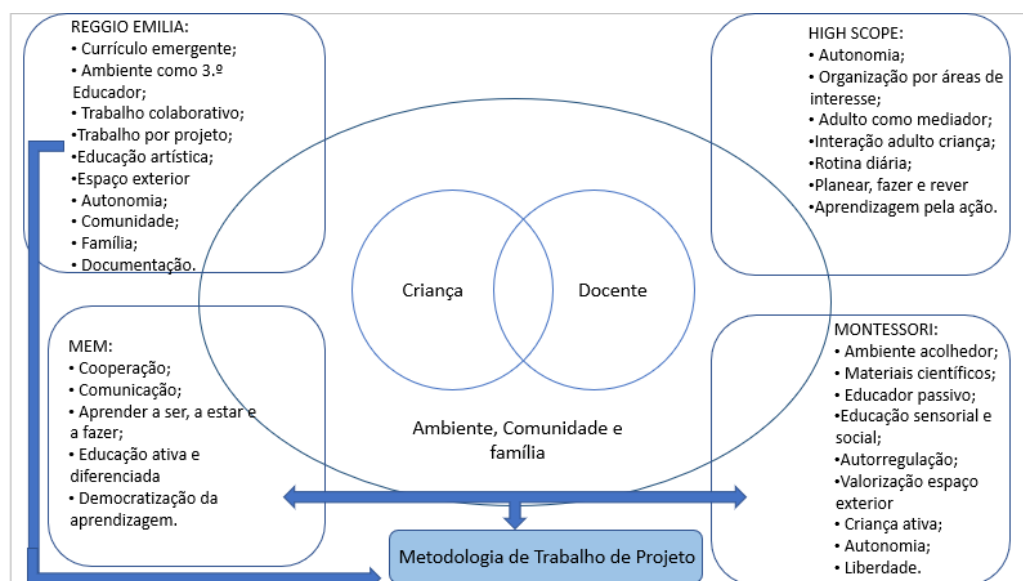 REGGIO EMILIA:
• Currículo emergente;
• Ambiente como 3.º
Educador;
• Trabalho colaborativo;
•Trabalho por projeto;
•Educação artística;
•Espaço exterior
• Autonomia;
• Comunidade;
• Família;
• Documentação.
HIGH SCOPE:
• Autonomia;
• Organização por áreas de
interesse;
• Adulto como mediador;
•Interação adulto criança;
•Rotina diária;
•Planear, fazer e rever
•Aprendizagem pela ação.
Criança
Docente
Ambiente, Comunidade e
família
MEM:
• Cooperação;
• Comunicação;
• Aprender a ser, a estar e
a fazer;
• Educação ativa e
diferenciada
• Democratização da
aprendizagem.
MONTESSORI:
• Ambiente acolhedor;
• Materiais científicos;
• Educador passivo;
•Educação sensorial e
social;
•Autorregulação;
•Valorização espaço
exterior
• Criança ativa;
• Autonomia;
• Liberdade.
Metodologia de Trabalho de Projeto